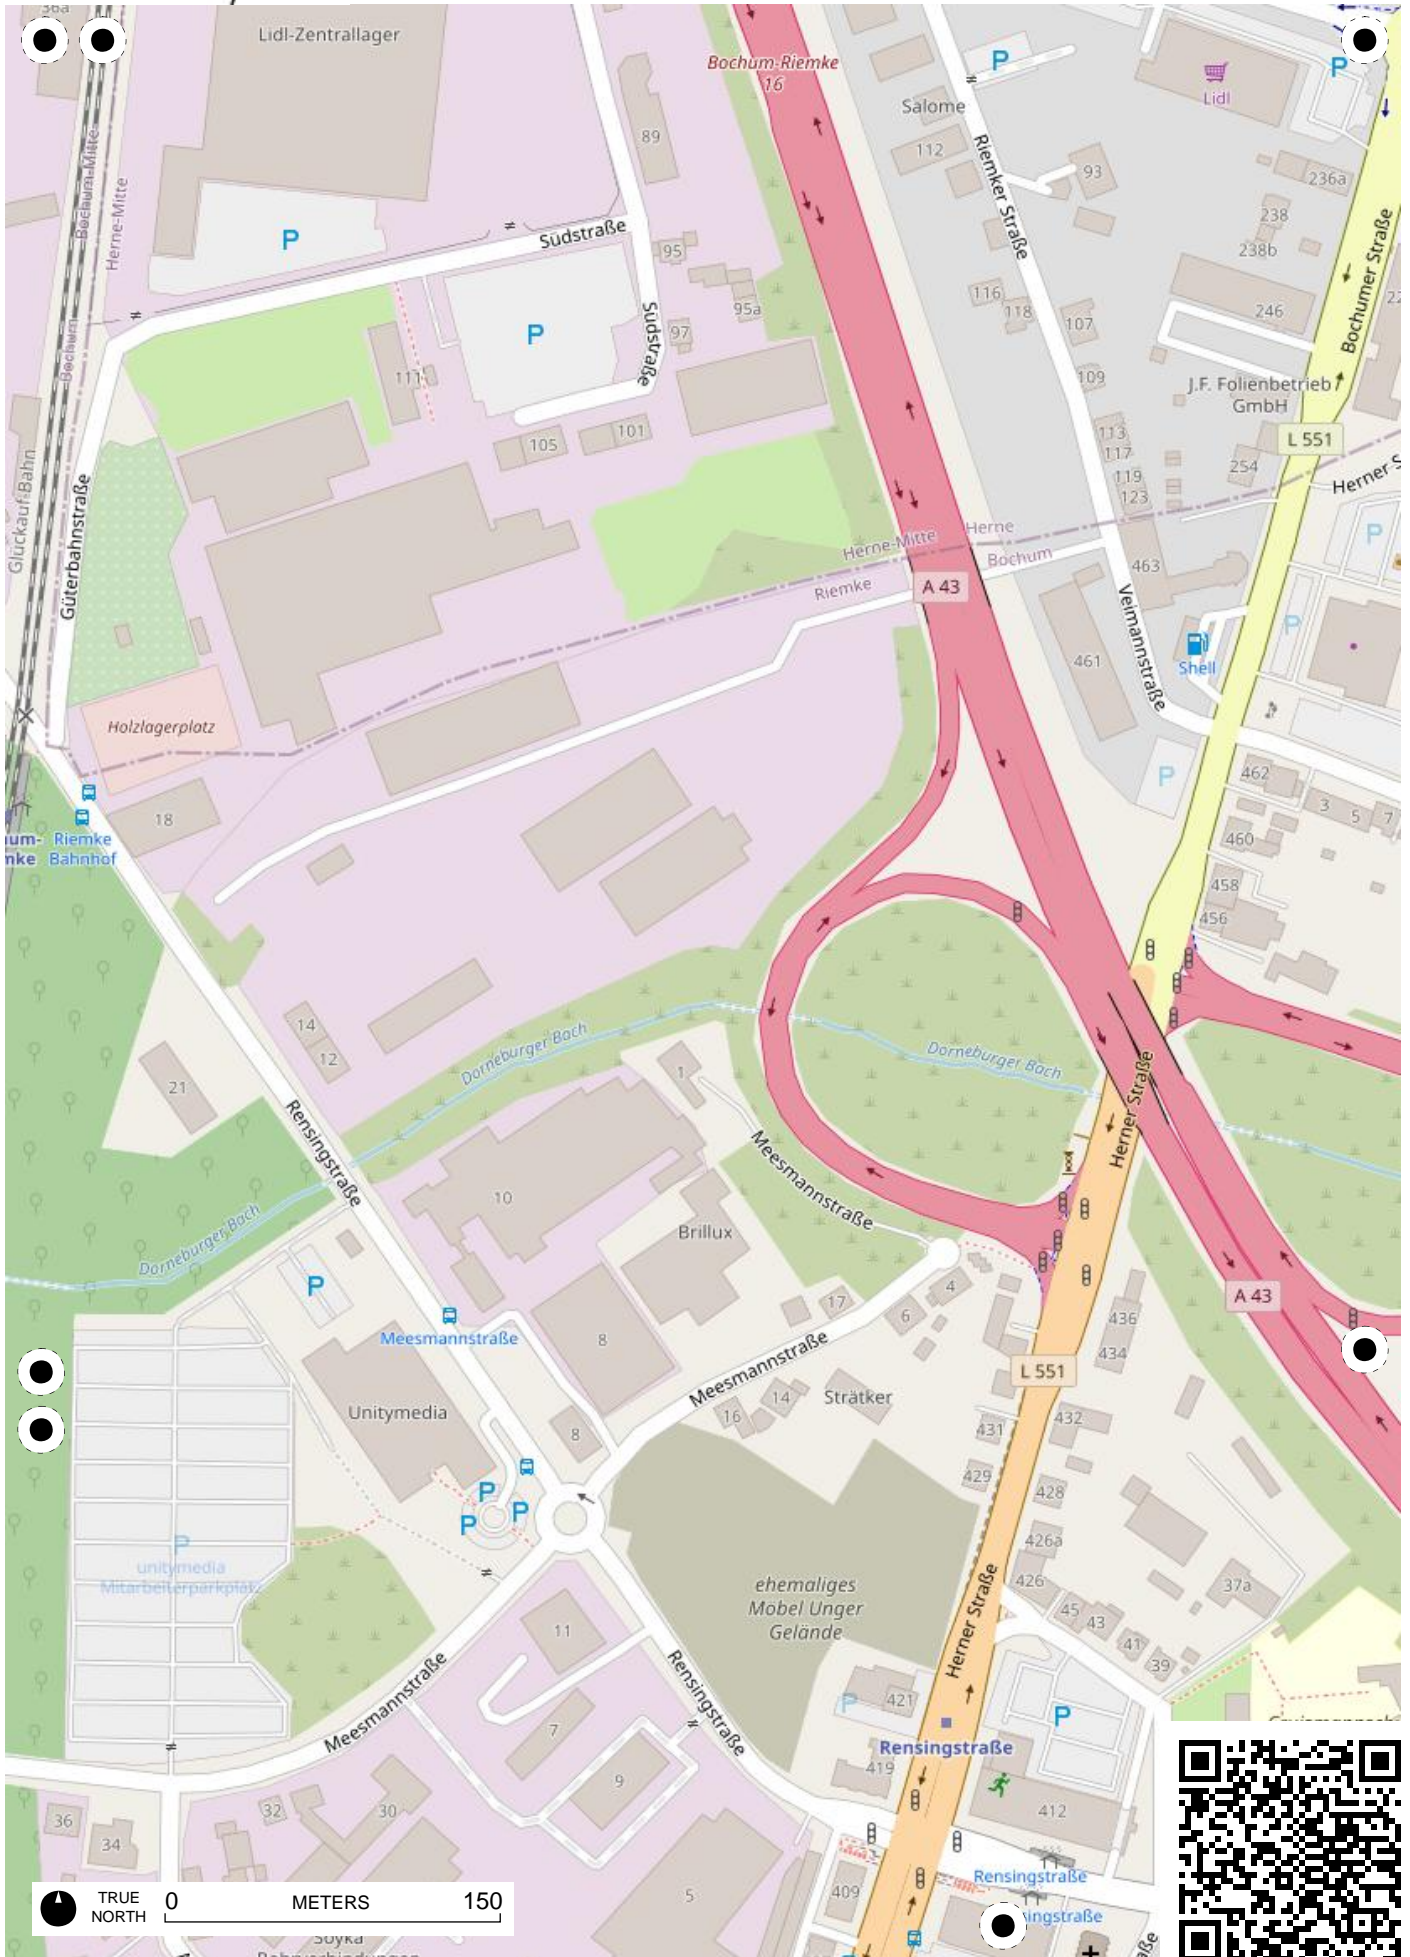 36a
Lidl-Zentrallager
Bochum-Riemke
16
P
Lidl
P
Salome
89
112
93
236a
Riemker Straße
238
238b
Bochum-Mitte
Herne-Mitte
P
Südstraße
95
95a
116
118
107
246
Bochumer Straße
Südstraße
97
P
Bochum
111
109
J.F. Folienbetrieb
GmbH
L 551
105
101
113
117
119
123
254
Glückauf-Bahn
Güterbahnstraße
Herne-Mitte
Herne
Bochum
Riemke
A 43
463
P
P
461
Veimannstraße
Shell
Holzlagerplatz
P
462
3
5
7
18
Riemke
Bahnhof
460
458
456
14
12
Dorneburger Bach
Dorneburger Bach
21
1
Rensingstraße
Meesmannstraße
Herner Straße
10
Brillux
Dorneburger Bach
P
4
17
6
A 43
Meesmannstraße
8
436
434
Meesmannstraße
L 551
Unitymedia
8
16
14
Strätker
431
432
429
428
P
P
P
P
unitymedia
Mitarbeiterparkplatz
426a
426
ehemaliges
Möbel Unger
Gelände
37a
45
43
41
39
11
Herner Straße
Rensingstraße
Meesmannstraße
421
P
P
7
Rensingstraße
9
419
36
34
32
30
412
5
409
Rensingstraße
TRUE
NORTH
0
METERS
150
Soyka